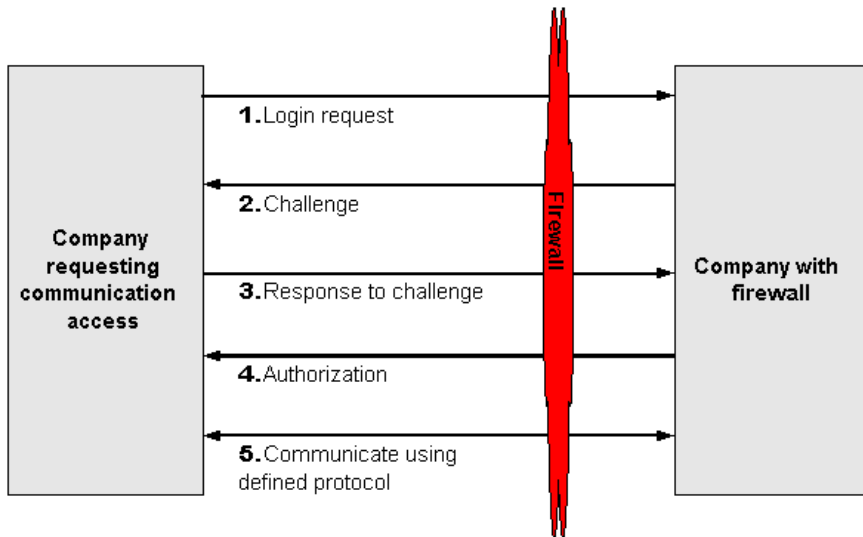 1.Login request
2.Challenge
Company
requesting
communication
access
3.Response to challenge
4.Authorization
5.Communicate using
defined protocol
Firewall
Company with
firewall